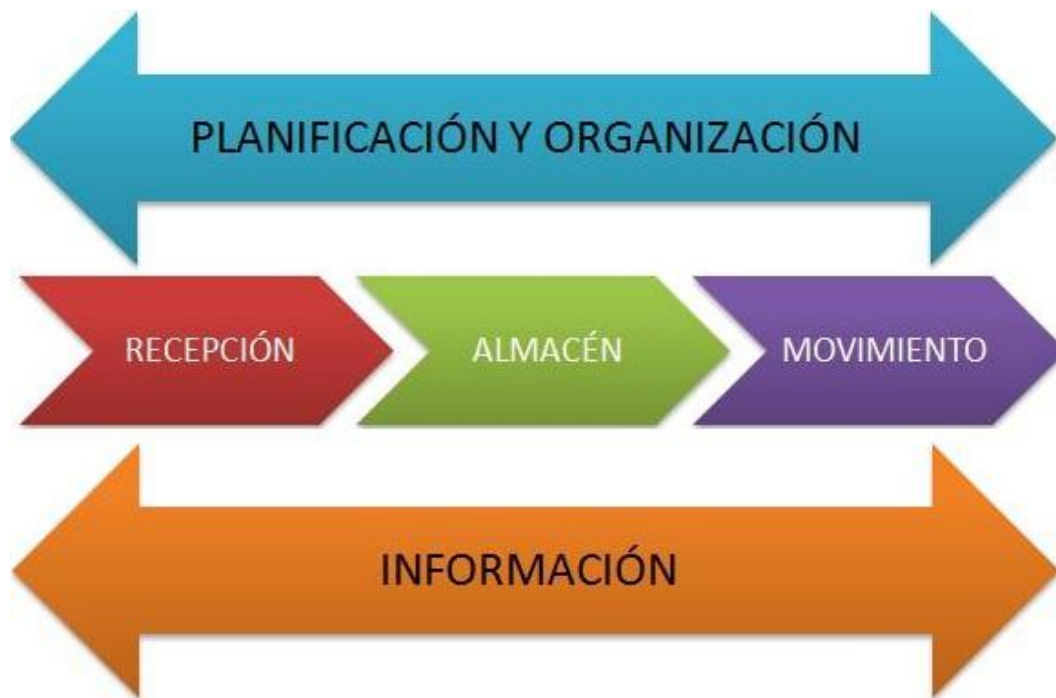 PLANIFICACIÓN Y ORGANIZACIÓN
RECEPCIÓN
ALMACÉN
MOVIMIENTO
INFORMACIÓN